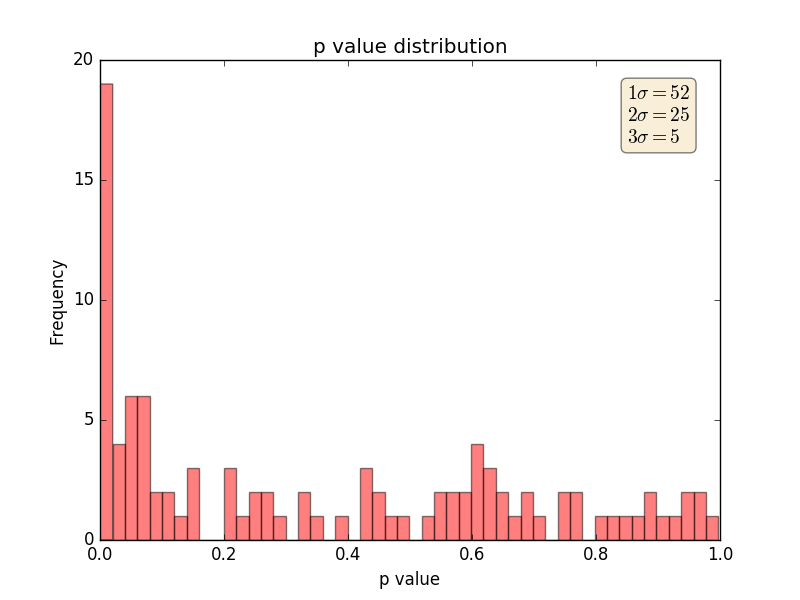 p value distribution
1σ = 52
2σ = 25
3σ = 5
Frequency
20
15
10
5
0
0.0 0.2 0.4 0.6 0.8 1.0
p value